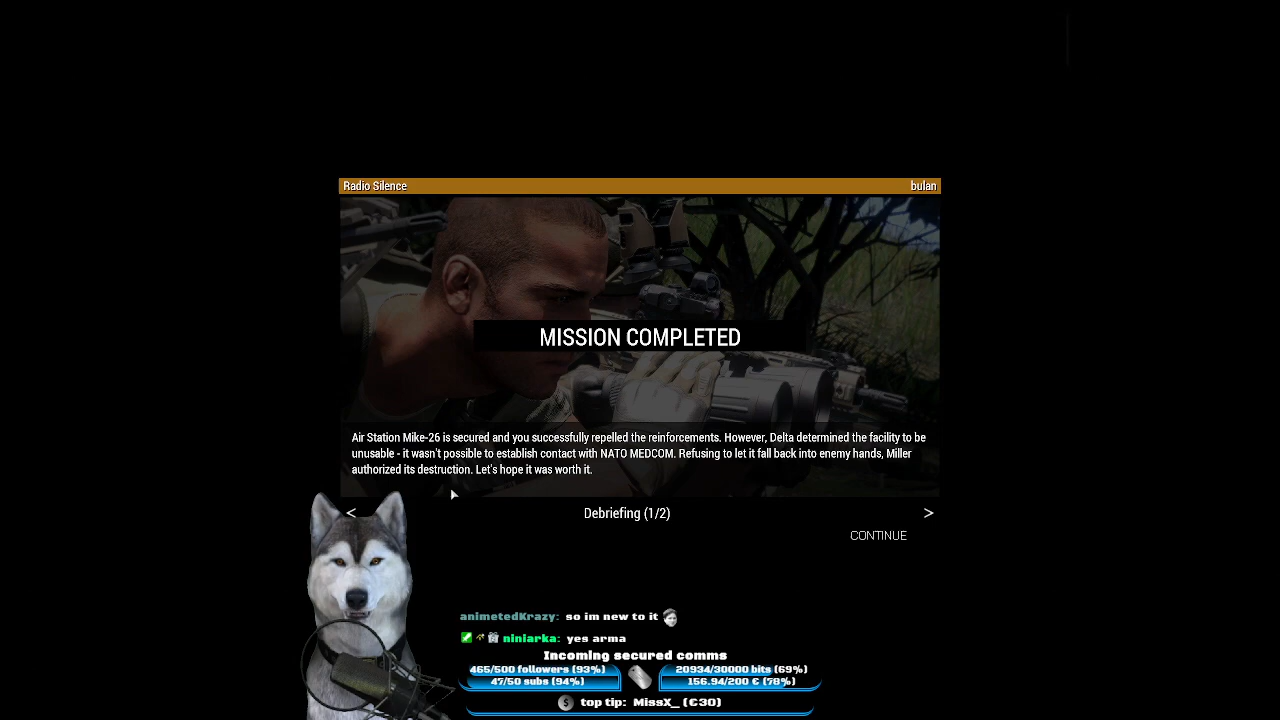 Radio Silence bulan
MISSION COMPLETED
Air Station Mike-26 is secured and you successfully repelled the reinforcements. However, Delta determined the facility to be
unusable - it wasn't possible to establish contact with NATO MEDCOM. Refusing to let it fall back into enemy hands, Miller
authorized its destruction. Let's hope it was worth it.
< Debriefing (1/2) >
CONTINUE
animetedKrazy: so im new to it
niniarka: yes arma
Incoming secured comms
465/500 followers (93%) 20934/30000 bits (69%)
47/50 subs (94%) 156.94/200 € (78%)
top tip: MissX_ (€30)